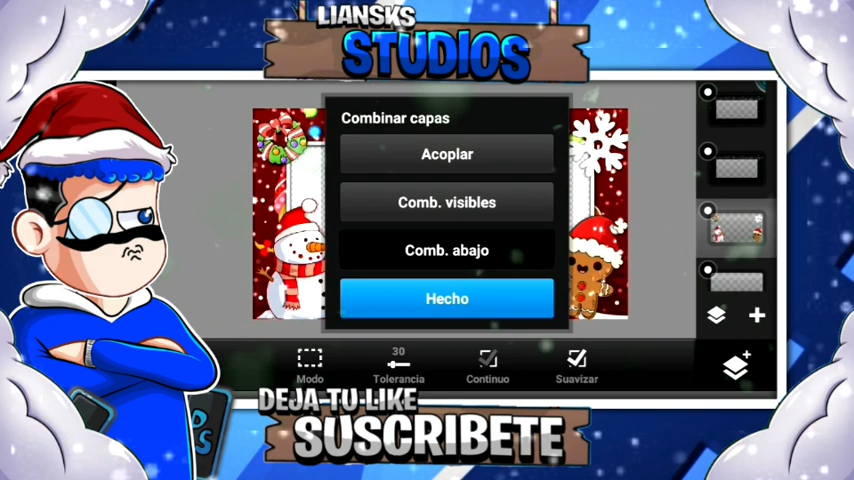 LIANSKS
STUDIOS
Combinar capas
Acoplar
Comb. visibles
Comb. abajo
Hecho
30
Modo
Tolerancia
Continuo
Suavizar
DEJA-TU-LIKE
SUSCRIBETE
PS